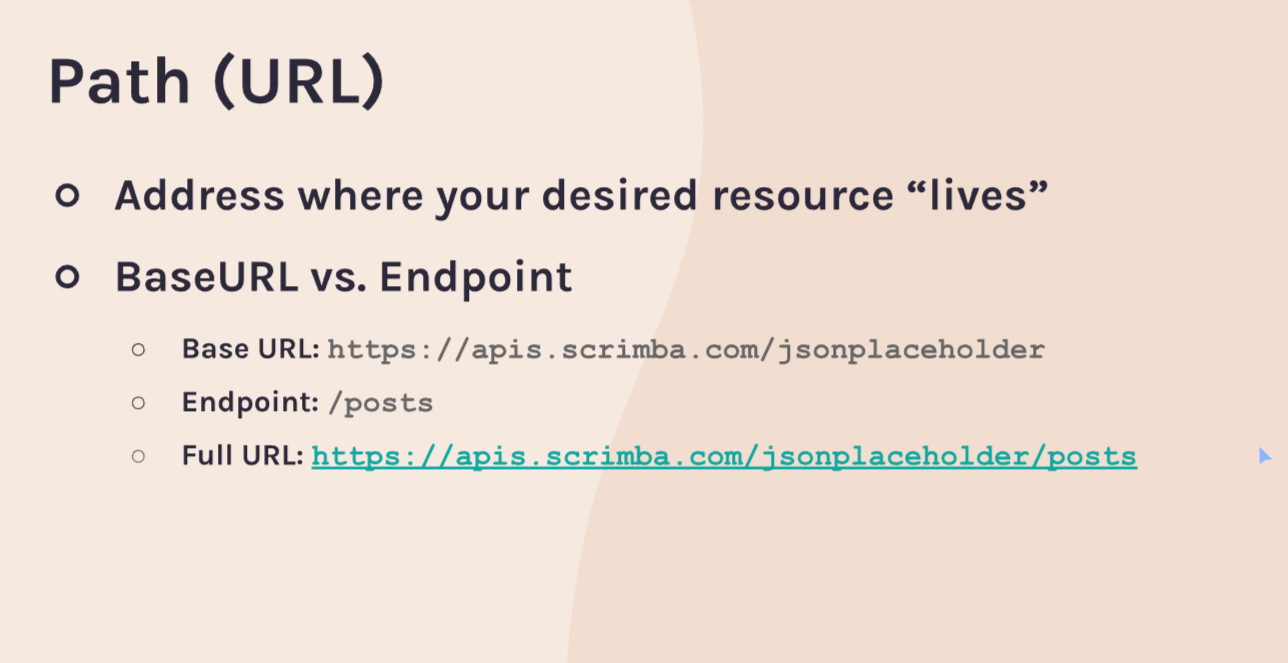 Path (URL)
Address where your desired resource “lives”
BaseURL vs. Endpoint
Base URL: https://apis.scrimba.com/jsonplaceholder
Endpoint: /posts
Full URL: https://apis.scrimba.com/jsonplaceholder/posts